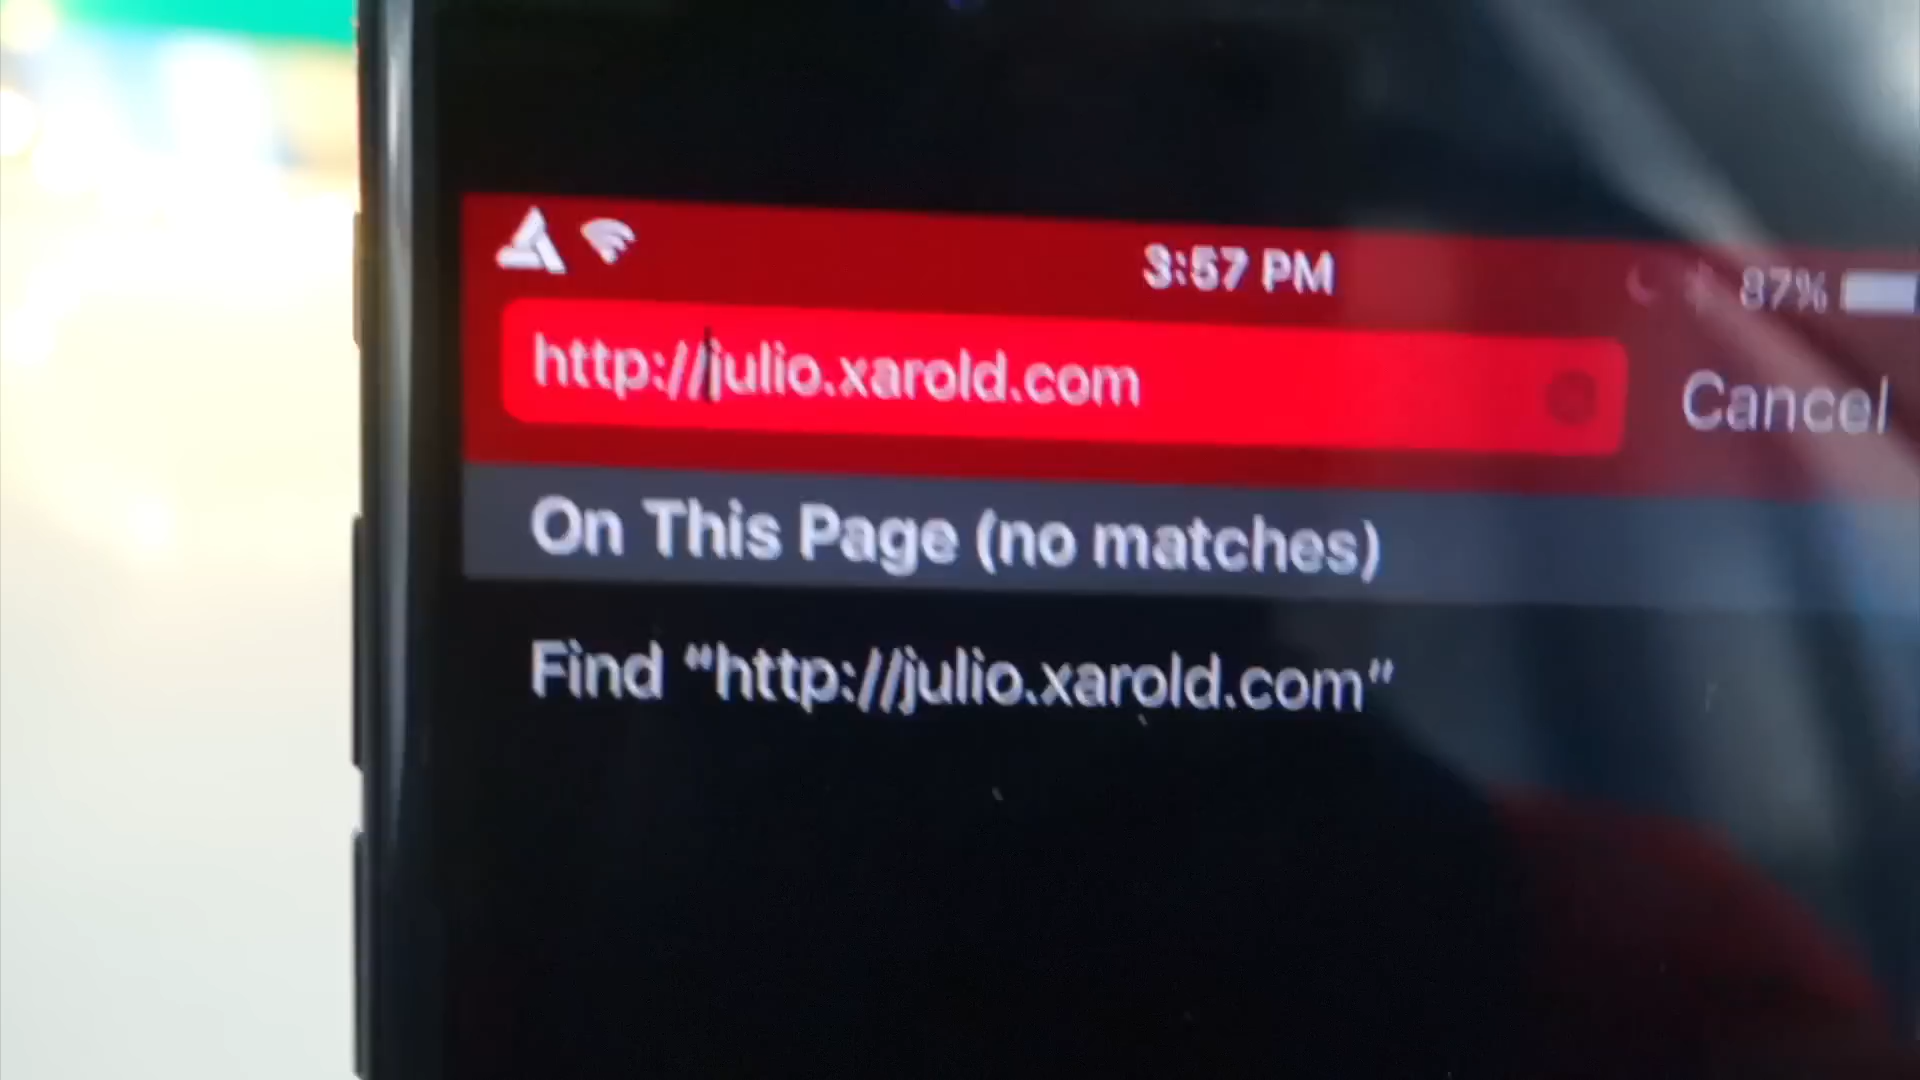 3:57 PM 87%
http://julio.xarold.com
Cancel
On This Page (no matches)
Find “http://julio.xarold.com”